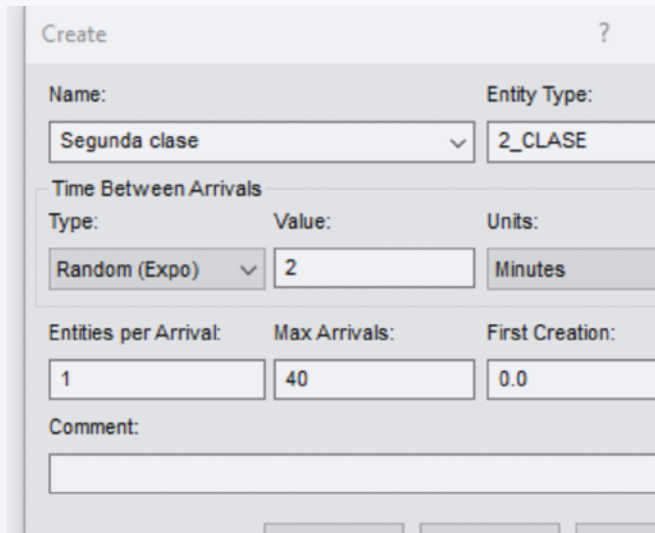 Create ?
Name: Entity Type:
Segunda clase 2_CLASE
Time Between Arrivals
Type: Value: Units:
Random (Expo) 2 Minutes
Entities per Arrival: Max Arrivals: First Creation:
1 40 0.0
Comment: